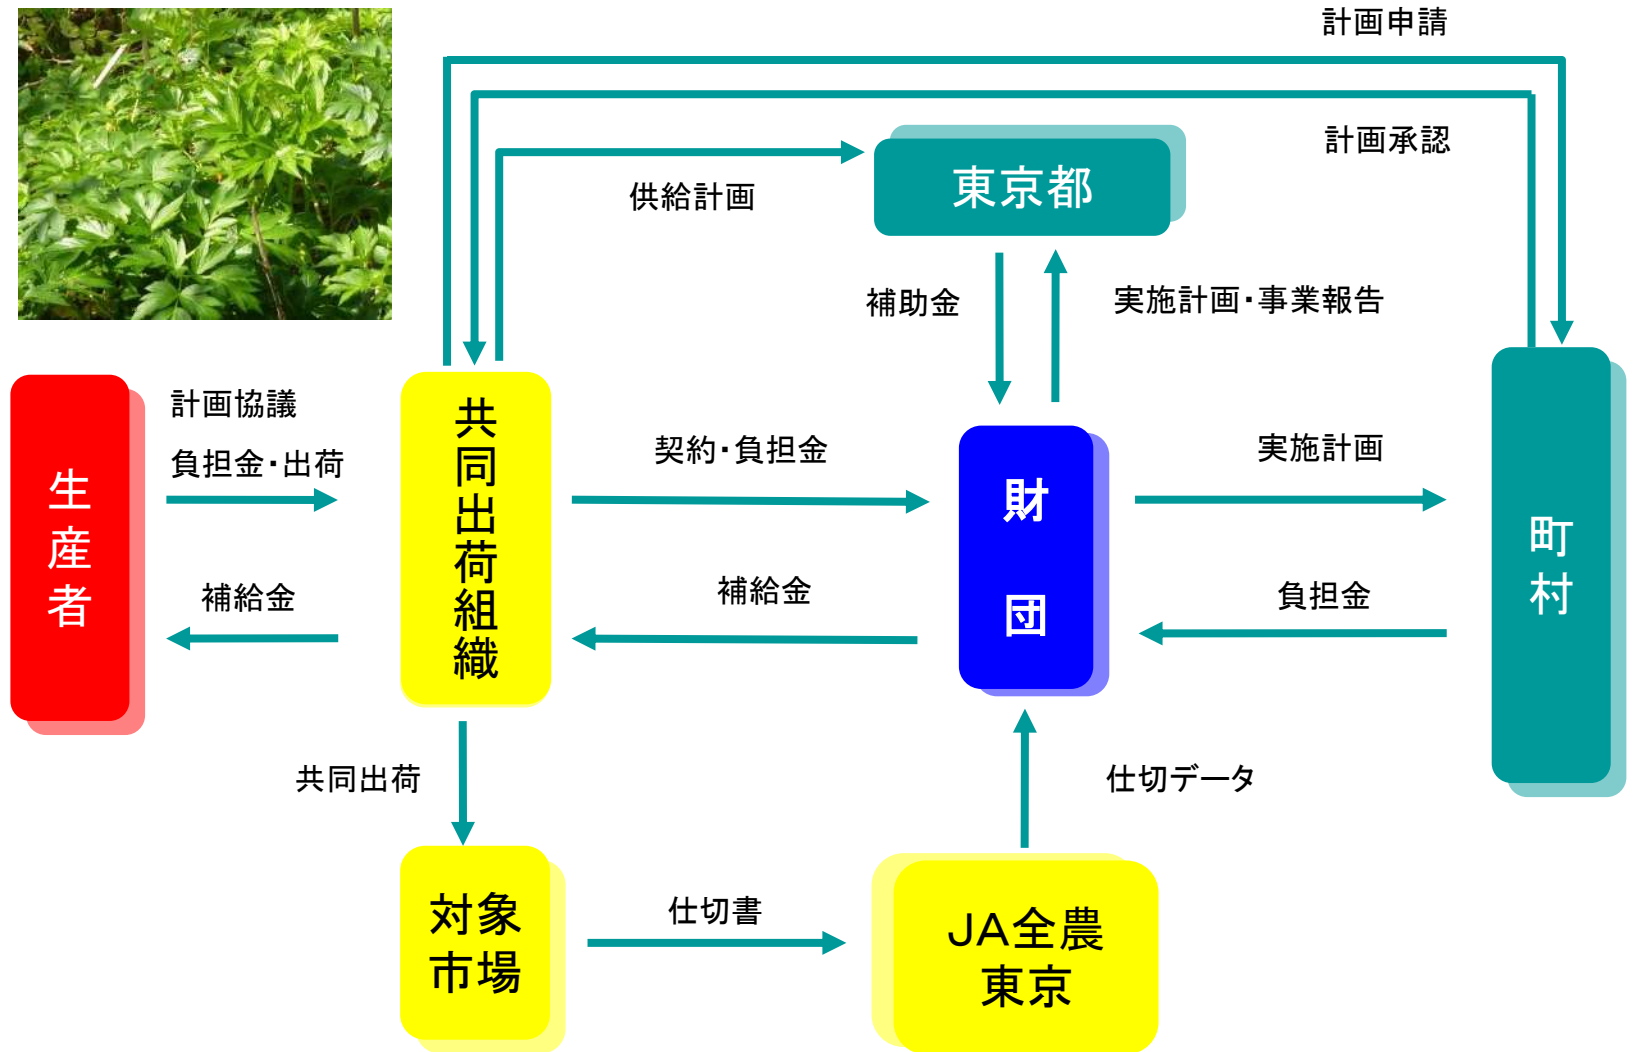 計画申請
計画承認
東京都
供給計画
補助金
実施計画・事業報告
計画協議
負担金・出荷
共同出荷組織
契約・負担金
実施計画
生産者
財団
町村
補給金
補給金
負担金
共同出荷
仕切データ
対象
市場
仕切書
JA全農
東京